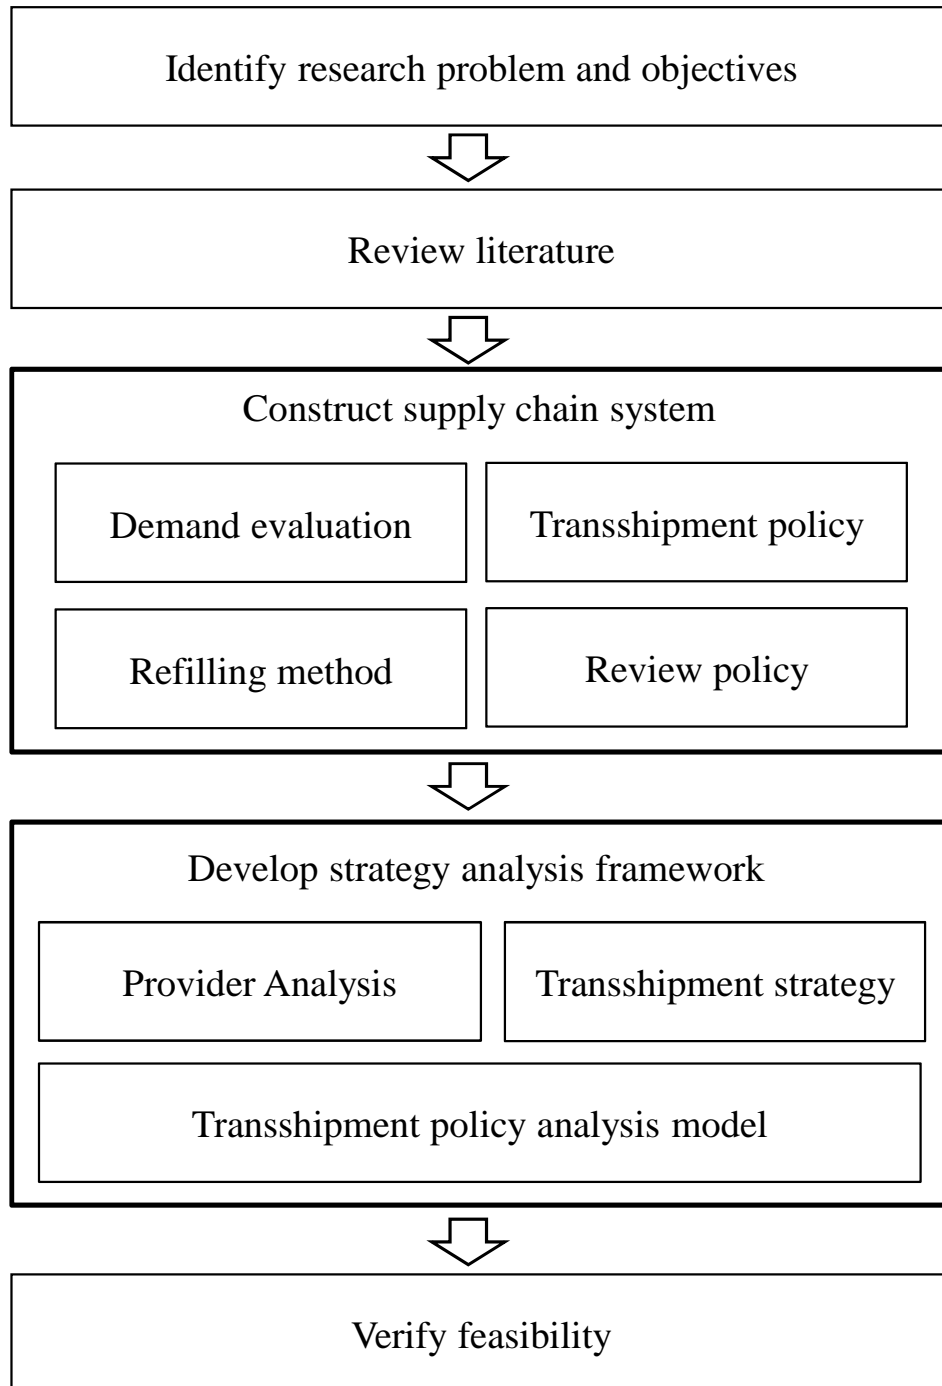 Identify research problem and objectives
Review literature
Construct supply chain system
Demand evaluation
Transshipment policy
Refilling method
Review policy
Develop strategy analysis framework
Provider Analysis
Transshipment strategy
Transshipment policy analysis model
Verify feasibility